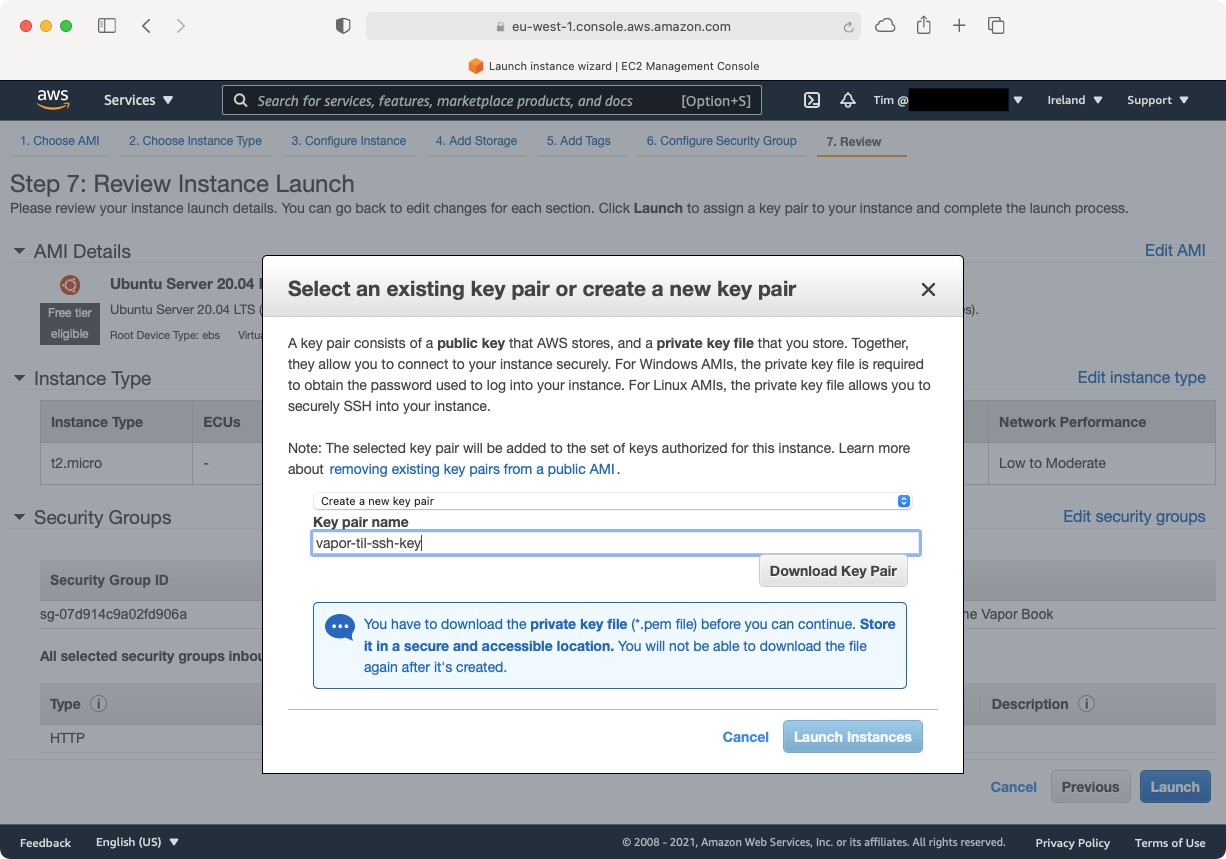 eu-west-1.console.aws.amazon.com
Launch instance wizard | EC2 Management Console
aws Services Search for services, features, marketplace products, and docs [Option+S] Tim @ Ireland Support
1. Choose AMI 2. Choose Instance Type 3. Configure Instance 4. Add Storage 5. Add Tags 6. Configure Security Group 7. Review
Step 7: Review Instance Launch
Please review your instance launch details. You can go back to edit changes for each section. Click Launch to assign a key pair to your instance and complete the launch process.
AMI Details Edit AMI
Ubuntu Server 20.04
Free tier eligible
Ubuntu Server 20.04 LTS ( s).
Root Device Type: ebs
Instance Type Edit instance type
Instance Type ECUs Network Performance
t2.micro - Low to Moderate
Security Groups Edit security groups
Security Group ID
sg-07d914c9a02fd906a Vapor Book
All selected security groups
Type Description
HTTP
Select an existing key pair or create a new key pair
A key pair consists of a public key that AWS stores, and a private key file that you store. Together,
they allow you to connect to your instance securely. For Windows AMIs, the private key file is required
to obtain the password used to log into your instance. For Linux AMIs, the private key file allows you to
securely SSH into your instance.
Note: The selected key pair will be added to the set of keys authorized for this instance. Learn more
about removing existing key pairs from a public AMI .
Create a new key pair
Key pair name
vapor-til-ssh-key
Download Key Pair
You have to download the private key file (*.pem file) before you can continue. Store
it in a secure and accessible location. You will not be able to download the file
again after it's created.
Cancel Launch Instances
Cancel Previous Launch
Feedback English (US) © 2008 - 2021, Amazon Web Services, Inc. or its affiliates. All rights reserved. Privacy Policy Terms of Use